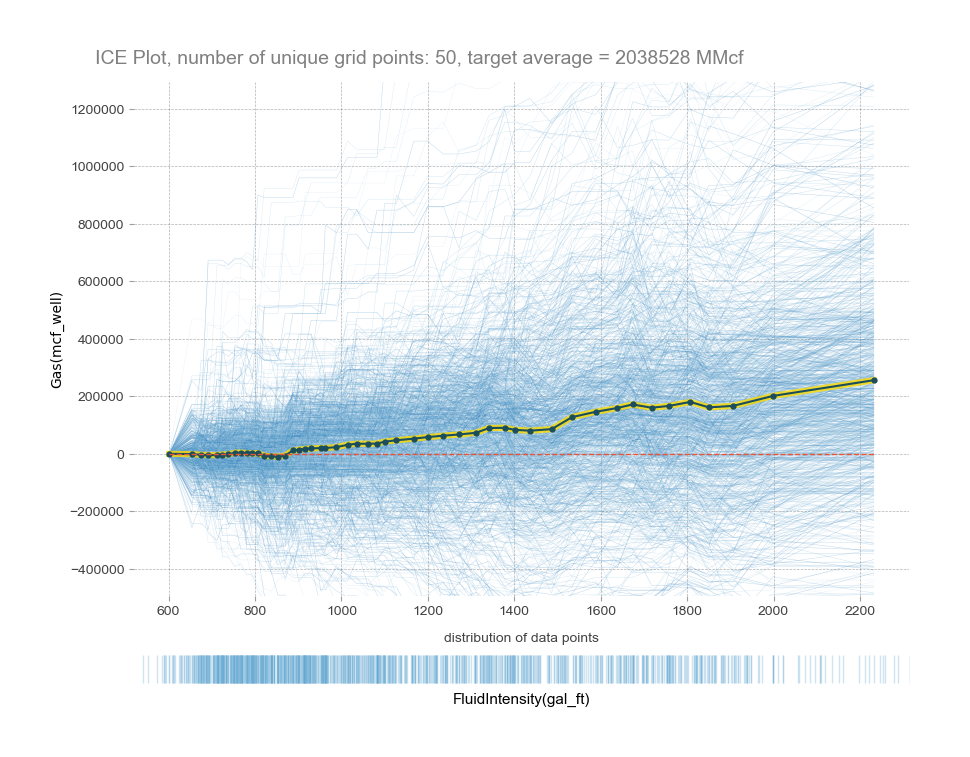 ICE Plot, number of unique grid points: 50, target average = 2038528 MMcf
1200000
1000000
800000
600000
400000
200000
0
−200000
−400000
Gas(mcf_well)
600 800 1000 1200 1400 1600 1800 2000 2200
distribution of data points
FluidIntensity(gal_ft)